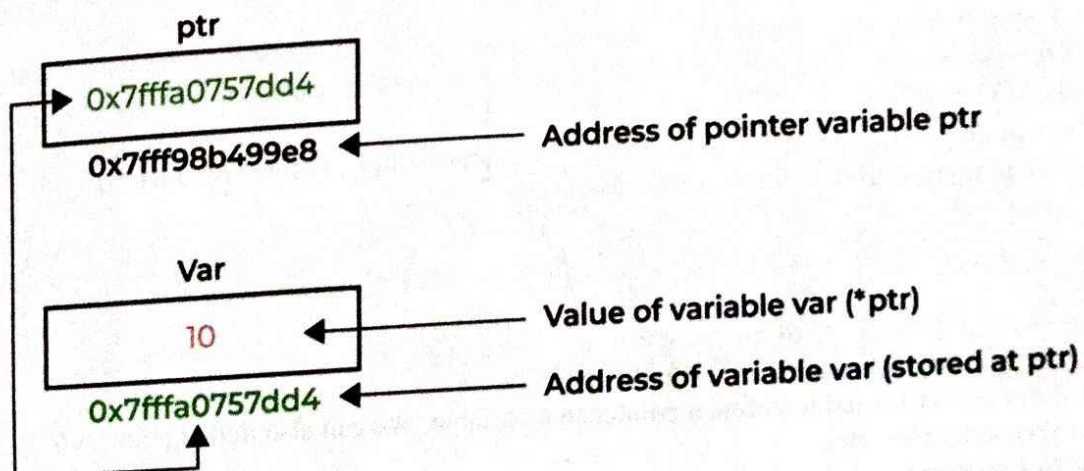 ptr
0x7fffa0757dd4
0x7fff98b499e8
Address of pointer variable ptr
Var
10
Value of variable var (*ptr)
0x7fffa0757dd4
Address of variable var (stored at ptr)